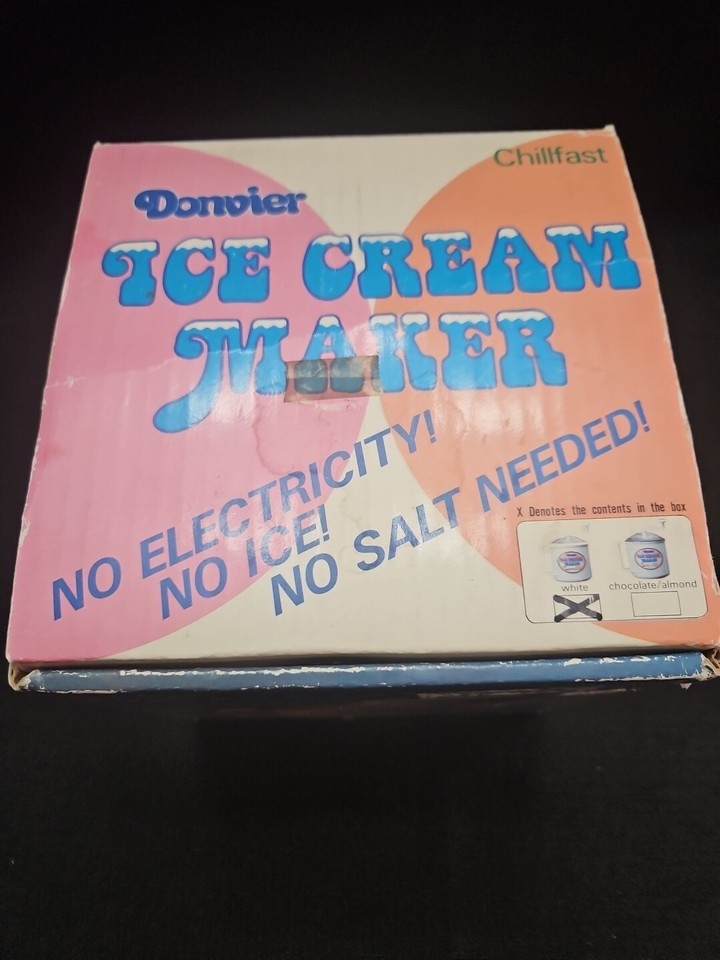 Chillfast
Donvier
ICE CREAM
MAKER
NO ELECTRICITY!
NO ICE!
NO SALT NEEDED!
X Denotes the contents in the box
white
chocolate/almond
X